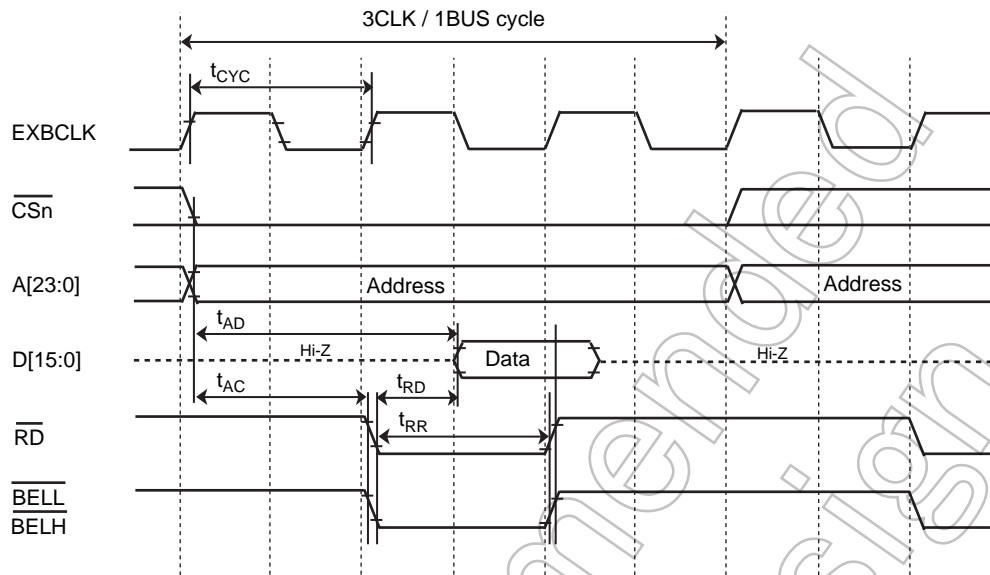 3CLK / 1BUS cycle
tCYC
EXBCLK
CSn
A[23:0]
Address
Address
tAD
D[15:0]
Hi-Z
Data
Hi-Z
tAC
tRD
RD
tRR
BELL
BELH